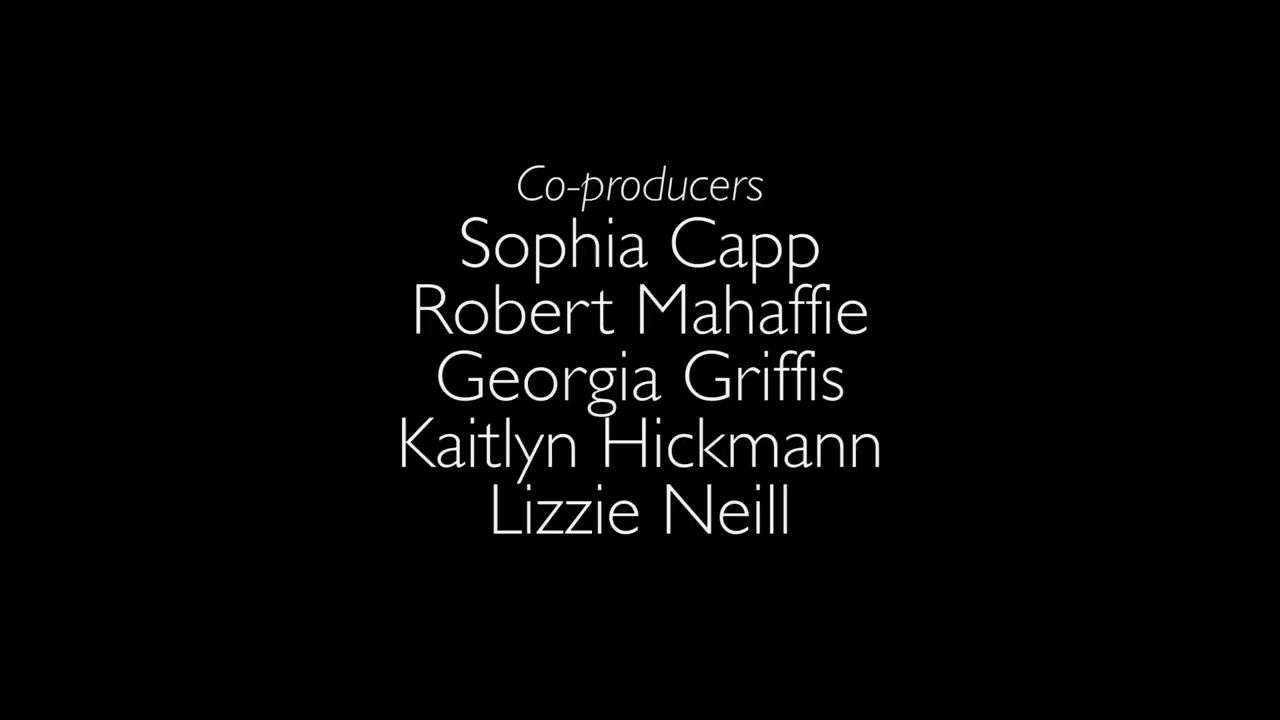 Co-producers
Sophia Capp
Robert Mahaffie
Georgia Griffis
Kaitlyn Hickmann
Lizzie Neill